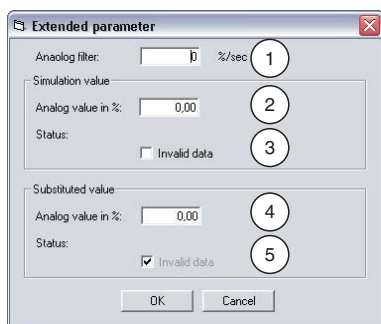 Extended parameter
Anaolog filter: 0 %/sec 1
Simulation value
Analog value in %: 0,00 2
Status: 3
Invalid data
Substituted value
Analog value in %: 0,00 4
Status: 5
Invalid data
OK Cancel